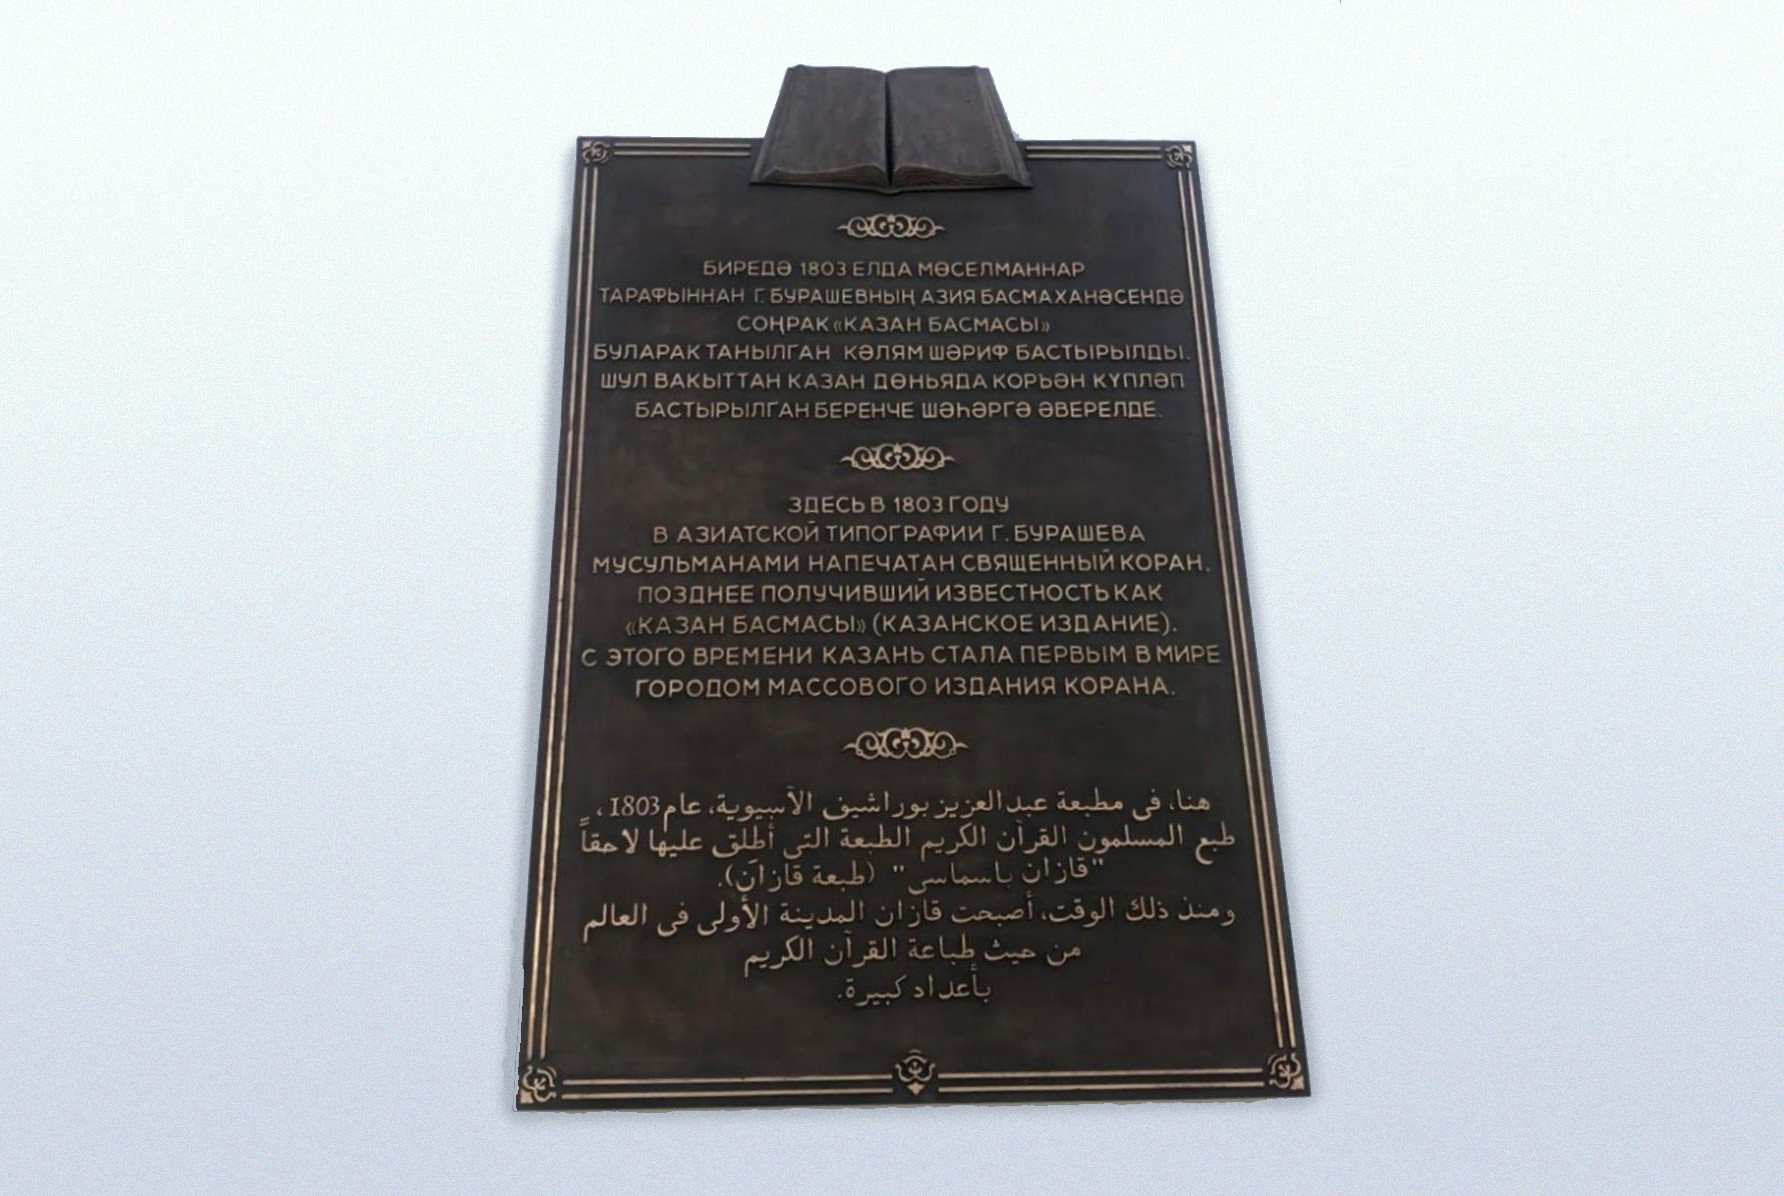 БИРЕДӘ 1803 ЕЛДА МӨСЕЛМАННАР
ТАРАФЫННАН Г. БУРАШЕВНЫҢ АЗИЯ БАСМАХАНӘСЕНДӘ
СОҢРАК «КАЗАН БАСМАСЫ»
БУЛАРАК ТАНЫЛГАН КӘЛЯМ ШӘРИФ БАСТЫРЫЛДЫ.
ШУЛ ВАКЫТТАН КАЗАН ДӨНЬЯДА КОРЪӘН КҮПЛӘП
БАСТЫРЫЛГАН БЕРЕНЧЕ ШӘҺӘРГӘ ӘВЕРЕЛДЕ.
ЗДЕСЬ В 1803 ГОДУ
В АЗИАТСКОЙ ТИПОГРАФИИ Г. БУРАШЕВА
МУСУЛЬМАНАМИ НАПЕЧАТАН СВЯЩЕННЫЙ КОРАН,
ПОЗДНЕЕ ПОЛУЧИВШИЙ ИЗВЕСТНОСТЬ КАК
«КАЗАН БАСМАСЫ» (КАЗАНСКОЕ ИЗДАНИЕ).
С ЭТОГО ВРЕМЕНИ КАЗАНЬ СТАЛА ПЕРВЫМ В МИРЕ
ГОРОДОМ МАССОВОГО ИЗДАНИЯ КОРАНА.
هنا، فى مطبعة عبد العزيز بوراشيف الآسيوية، عام 1803،
طبع المسلمون القرآن الكريم الطبعة التى أطلق عليها لاحقاً
"قازان باسماسى" (طبعة قازان).
ومنذ ذلك الوقت، أصبحت قازان المدينة الأولى فى العالم
من حيث طباعة القرآن الكريم
بأعداد كبيرة.